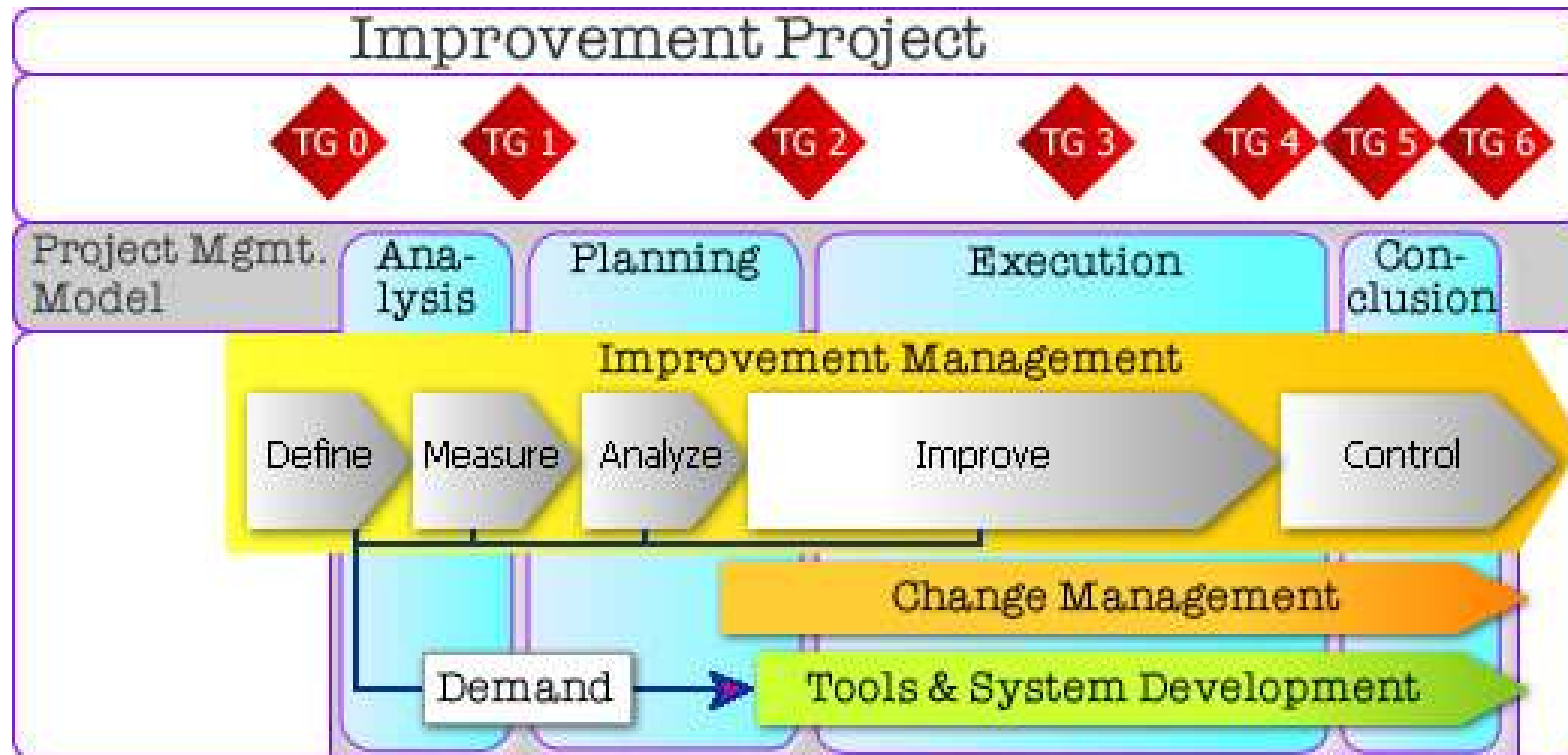 Improvement Project
TG 0 TG 1 TG 2 TG 3 TG 4 TG 5 TG 6
Project Mgmt.
Model
Ana-
lysis
Planning
Execution
Con-
clusion
Improvement Management
Define Measure Analyze Improve Control
Change Management
Demand Tools & System Development